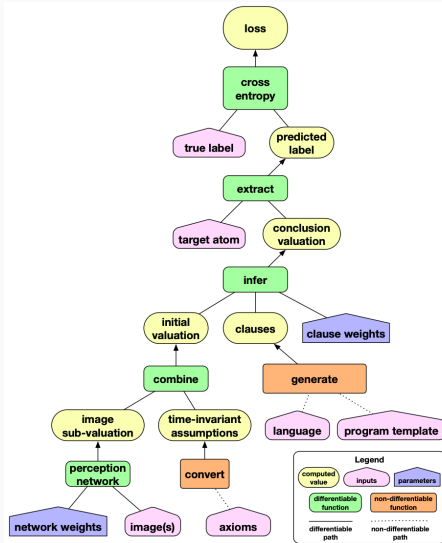 loss
cross
entropy
true label
predicted
label
extract
target atom
conclusion
valuation
infer
initial
valuation
clauses
clause weights
combine
generate
image
sub-valuation
time-invariant
assumptions
language
program template
perception
network
convert
network weights
image(s)
axioms
Legend
computed
value
inputs
parameters
differentiable
function
non-differentiable
function
differentiable
path
non-differentiable
path